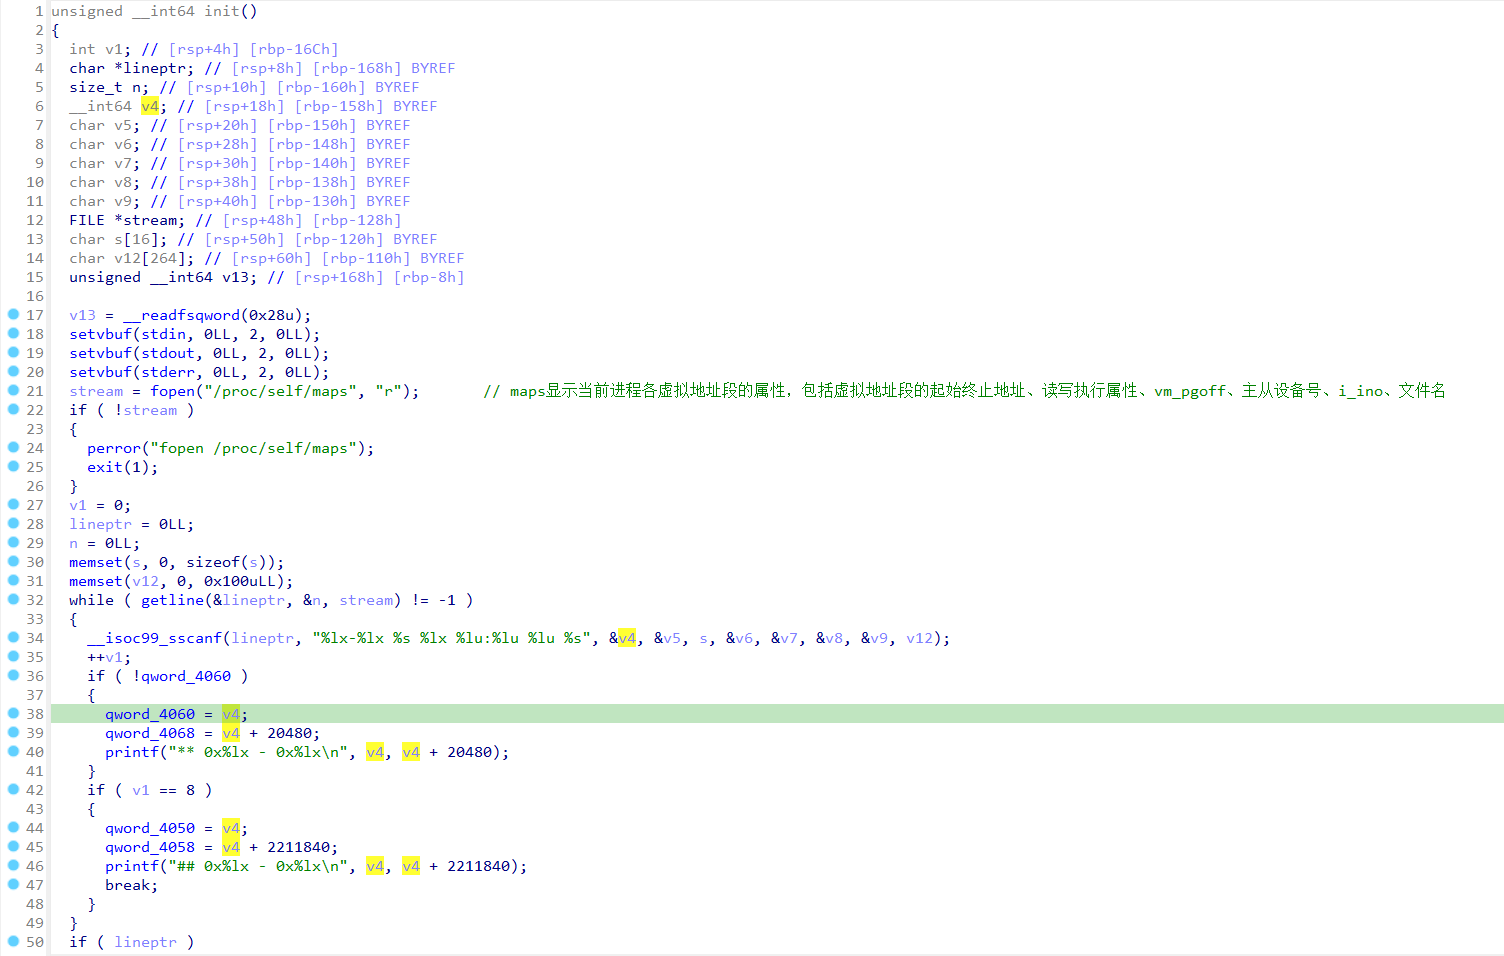 1 unsigned __int64 init()
2 {
3 int v1; // [rsp+4h] [rbp-16Ch]
4 char *lineptr; // [rsp+8h] [rbp-168h] BYREF
5 size_t n; // [rsp+10h] [rbp-160h] BYREF
6 __int64 v4; // [rsp+18h] [rbp-158h] BYREF
7 char v5; // [rsp+20h] [rbp-150h] BYREF
8 char v6; // [rsp+28h] [rbp-148h] BYREF
9 char v7; // [rsp+30h] [rbp-140h] BYREF
10 char v8; // [rsp+38h] [rbp-138h] BYREF
11 char v9; // [rsp+40h] [rbp-130h] BYREF
12 FILE *stream; // [rsp+48h] [rbp-128h]
13 char s[16]; // [rsp+50h] [rbp-120h] BYREF
14 char v12[264]; // [rsp+60h] [rbp-110h] BYREF
15 unsigned __int64 v13; // [rsp+168h] [rbp-8h]
16
17 v13 = __readfsqword(0x28u);
18 setvbuf(stdin, 0LL, 2, 0LL);
19 setvbuf(stdout, 0LL, 2, 0LL);
20 setvbuf(stderr, 0LL, 2, 0LL);
21 stream = fopen("/proc/self/maps", "r"); // maps显示当前进程各虚拟地址段的属性，包括虚拟地址段的起始终止地址、读写执行属性、vm_pgoff、主从设备号、i_ino、文件名
22 if ( !stream )
23 {
24 perror("fopen /proc/self/maps");
25 exit(1);
26 }
27 v1 = 0;
28 lineptr = 0LL;
29 n = 0LL;
30 memset(s, 0, sizeof(s));
31 memset(v12, 0, 0x100uLL);
32 while ( getline(&lineptr, &n, stream) != -1 )
33 {
34 __isoc99_sscanf(lineptr, "%lx-%lx %s %lx %lu:%lu %lu %s", &v4, &v5, s, &v6, &v7, &v8, &v9, v12);
35 ++v1;
36 if ( !qword_4060 )
37 {
38 qword_4060 = v4;
39 qword_4068 = v4 + 20480;
40 printf("** 0x%lx - 0x%lx\n", v4, v4 + 20480);
41 }
42 if ( v1 == 8 )
43 {
44 qword_4050 = v4;
45 qword_4058 = v4 + 2211840;
46 printf("## 0x%lx - 0x%lx\n", v4, v4 + 2211840);
47 break;
48 }
49 }
50 if ( lineptr )